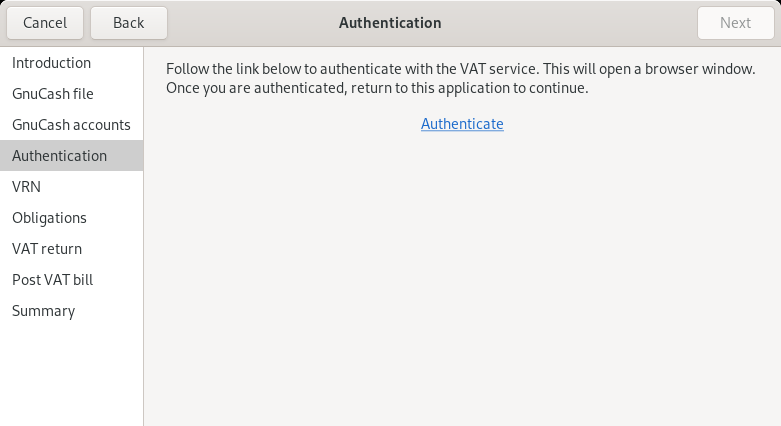 Cancel
Back
Authentication
Next
Introduction
GnuCash file
GnuCash accounts
Authentication
VRN
Obligations
VAT return
Post VAT bill
Summary
Follow the link below to authenticate with the VAT service. This will open a browser window.
Once you are authenticated, return to this application to continue.
Authenticate